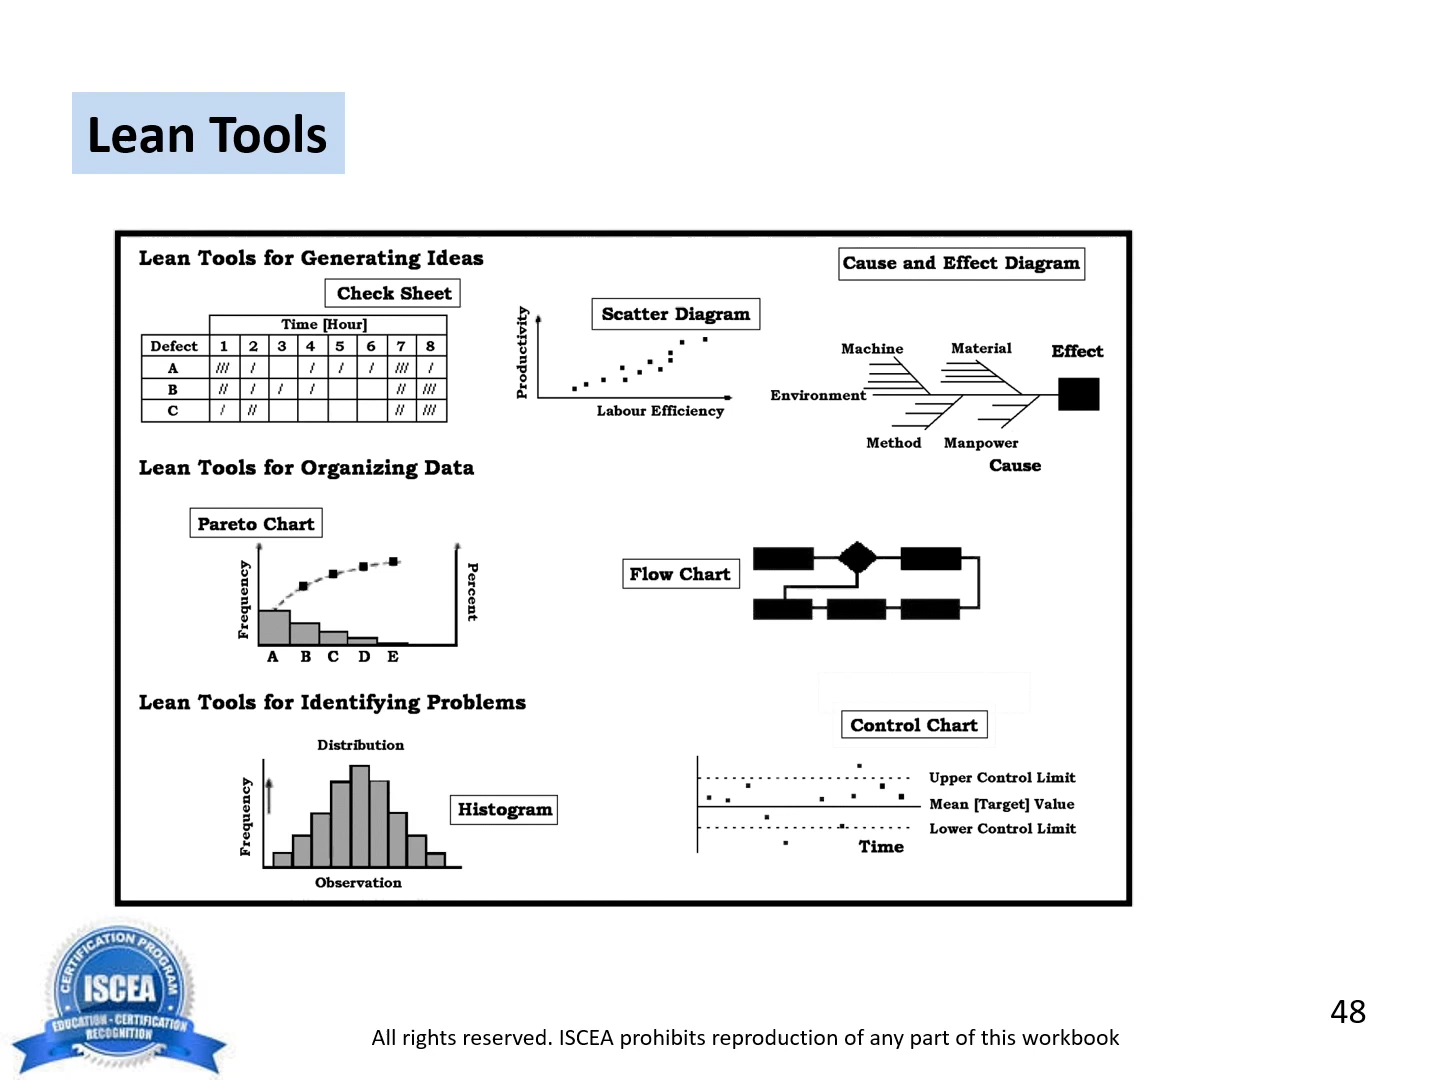 Lean Tools
Lean Tools for Generating Ideas
Check Sheet
Time [Hour]
Defect 1 2 3 4 5 6 7 8
A /// / / / / /// /
B // / / / // ///
C / // // ///
Scatter Diagram
Productivity
Labour Efficiency
Cause and Effect Diagram
Machine Material Effect
Environment
Method Manpower
Cause
Lean Tools for Organizing Data
Pareto Chart
Frequency
Percent
A B C D E
Flow Chart
Lean Tools for Identifying Problems
Distribution
Frequency
Histogram
Observation
Control Chart
Upper Control Limit
Mean [Target] Value
Lower Control Limit
Time
CERTIFICATION PROGRAM
ISCEA
EDUCATION - CERTIFICATION
RECOGNITION
All rights reserved. ISCEA prohibits reproduction of any part of this workbook
48